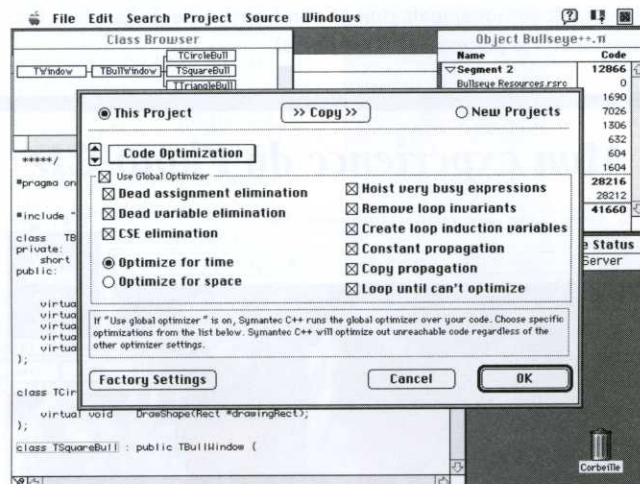 File Edit Search Project Source Windows
Class Browser
TCircleBull
TWindow TBullWindow TSquareBull
TTriangleBull
Object Bullseye++.π
Name Code
Segment 2 12866
Bullseye Resources.rsrc 0
1690
7026
1306
632
604
1604
28216
28212
41660
This Project >> Copy >> New Projects
Code Optimization
Use Global Optimizer
Dead assignment elimination
Dead variable elimination
CSE elimination
Optimize for time
Optimize for space
Hoist very busy expressions
Remove loop invariants
Create loop induction variables
Constant propagation
Copy propagation
Loop until can't optimize
If "Use global optimizer" is on, Symantec C++ runs the global optimizer over your code. Choose specific
optimizations from the list below. Symantec C++ will optimize out unreachable code regardless of the
other optimizer settings.
Factory Settings Cancel OK
*****/
#pragma on
#include "
class TB
private:
short
public:
virtua
virtua
virtua
virtua
virtua
);
class TCir
virtual void DrawShape(Rect *drawingRect);
);
class TSquareBull : public TBullWindow {
e Status
Server
Corbeille